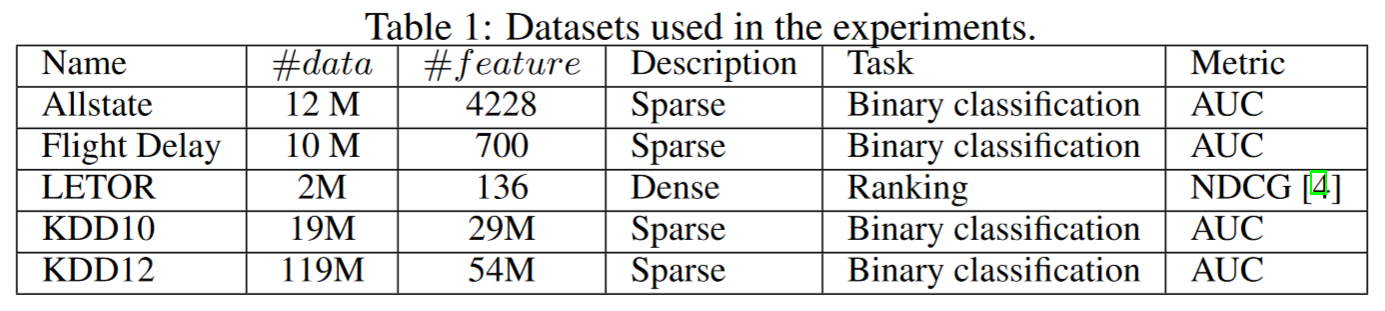 Table 1: Datasets used in the experiments.
Name #data #feature Description Task Metric
Allstate 12 M 4228 Sparse Binary classification AUC
Flight Delay 10 M 700 Sparse Binary classification AUC
LETOR 2M 136 Dense Ranking NDCG [4]
KDD10 19M 29M Sparse Binary classification AUC
KDD12 119M 54M Sparse Binary classification AUC